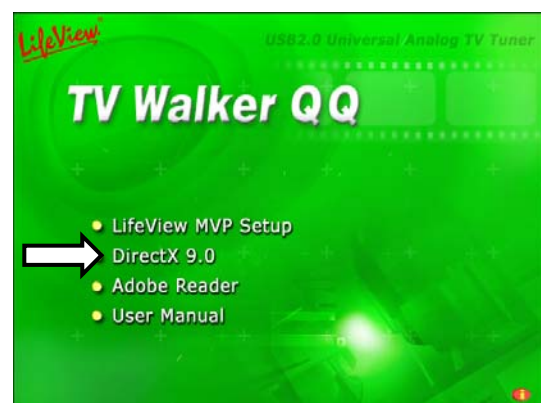 LifeView
USB2.0 Universal Analog TV Tuner
TV Walker QQ
LifeView MVP Setup
DirectX 9.0
Adobe Reader
User Manual